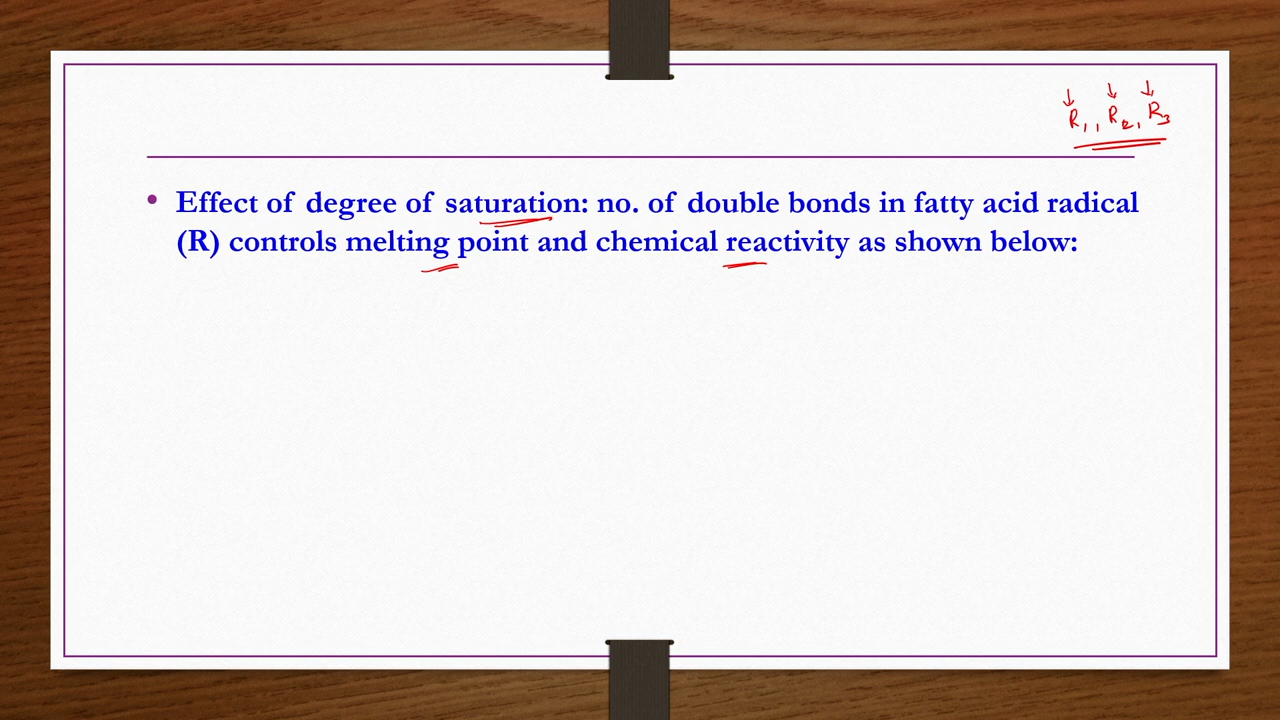 R1, R2, R3
• Effect of degree of saturation: no. of double bonds in fatty acid radical
(R) controls melting point and chemical reactivity as shown below: